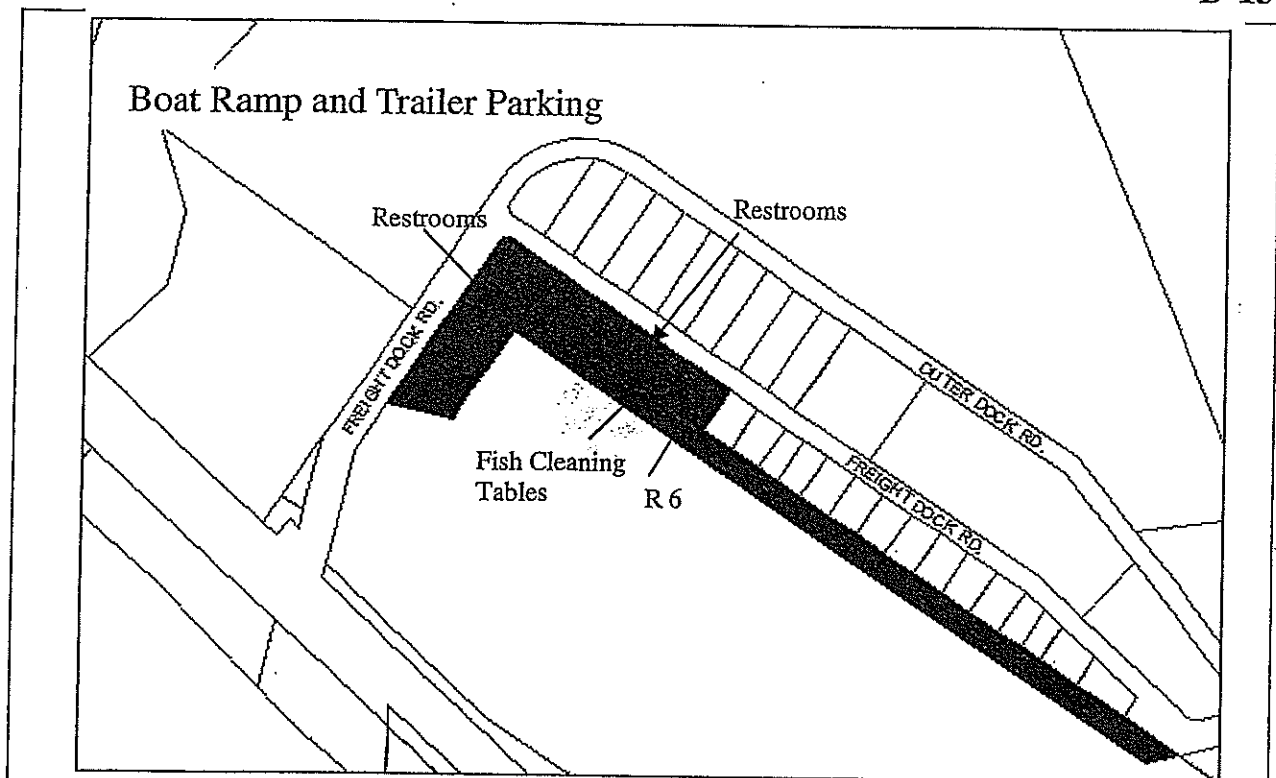 Boat Ramp and Trailer Parking
Restrooms
Restrooms
FREIGHT DOCK RD.
OUTER DOCK RD.
Fish Cleaning
Tables
R 6
FREIGHT DOCK RD.